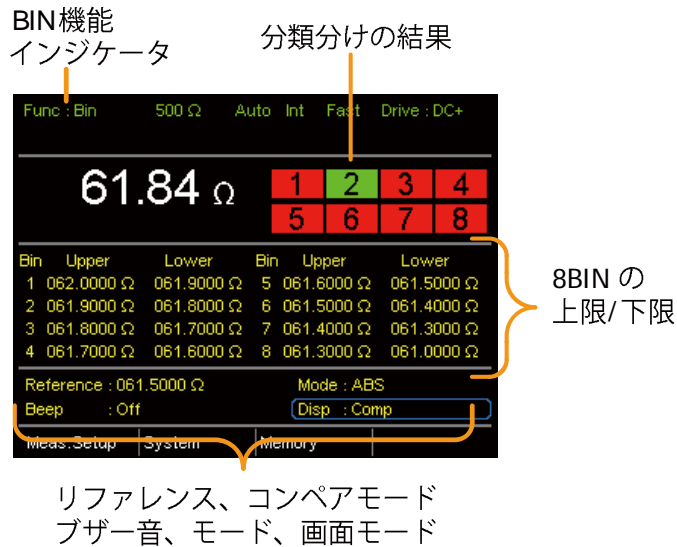 BIN機能
インジケータ
分類分けの結果
Func : Bin 500 Ω Auto Int Fast Drive : DC+
61.84 Ω
1 2 3 4
5 6 7 8
Bin Upper Lower Bin Upper Lower
1 062.0000 Ω 061.9000 Ω 5 061.6000 Ω 061.5000 Ω
2 061.9000 Ω 061.8000 Ω 6 061.5000 Ω 061.4000 Ω
3 061.8000 Ω 061.7000 Ω 7 061.4000 Ω 061.3000 Ω
4 061.7000 Ω 061.6000 Ω 8 061.3000 Ω 061.0000 Ω
8BIN の
上限/下限
Reference : 061.5000 Ω Mode : ABS
Beep : Off Disp : Comp
Meas.Setup System Memory
リファレンス、コンペアモード
ブザー音、モード、画面モード